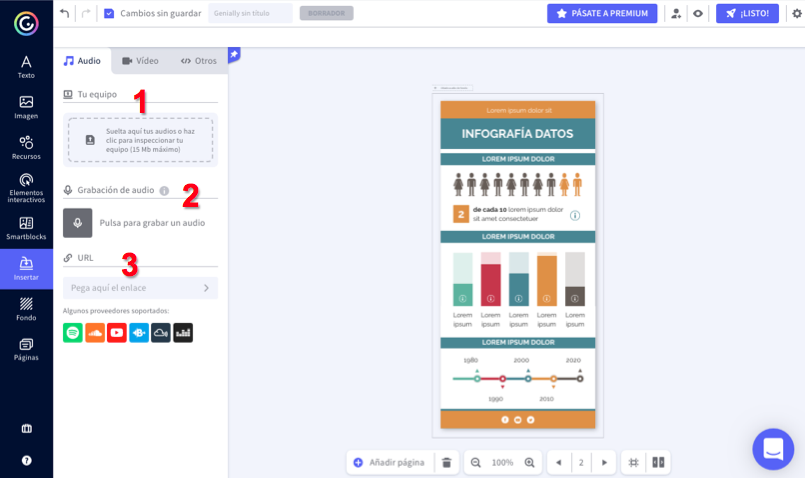 Cambios sin guardar
Genially sin título
BORRADOR
PÁSATE A PREMIUM
¡LISTO!
Texto
Imagen
Recursos
Elementos
interactivos
Smartblocks
Insertar
Fondo
Páginas
Audio
Vídeo
Otros
Tu equipo
1
Suelta aquí tus audios o haz
clic para inspeccionar tu
equipo (15 Mb máximo)
Grabación de audio
2
Pulsa para grabar un audio
URL
3
Pega aquí el enlace
Algunos proveedores soportados:
Lorem ipsum dolor sit
INFOGRAFÍA DATOS
LOREM IPSUM DOLOR
2
de cada 10 lorem ipsum dolor
sit amet consectetuer
LOREM IPSUM DOLOR
Lorem ipsum
Lorem ipsum
Lorem ipsum
Lorem ipsum
Lorem ipsum
LOREM IPSUM DOLOR
1980
2000
2020
1990
2010
Añadir página
100%
2